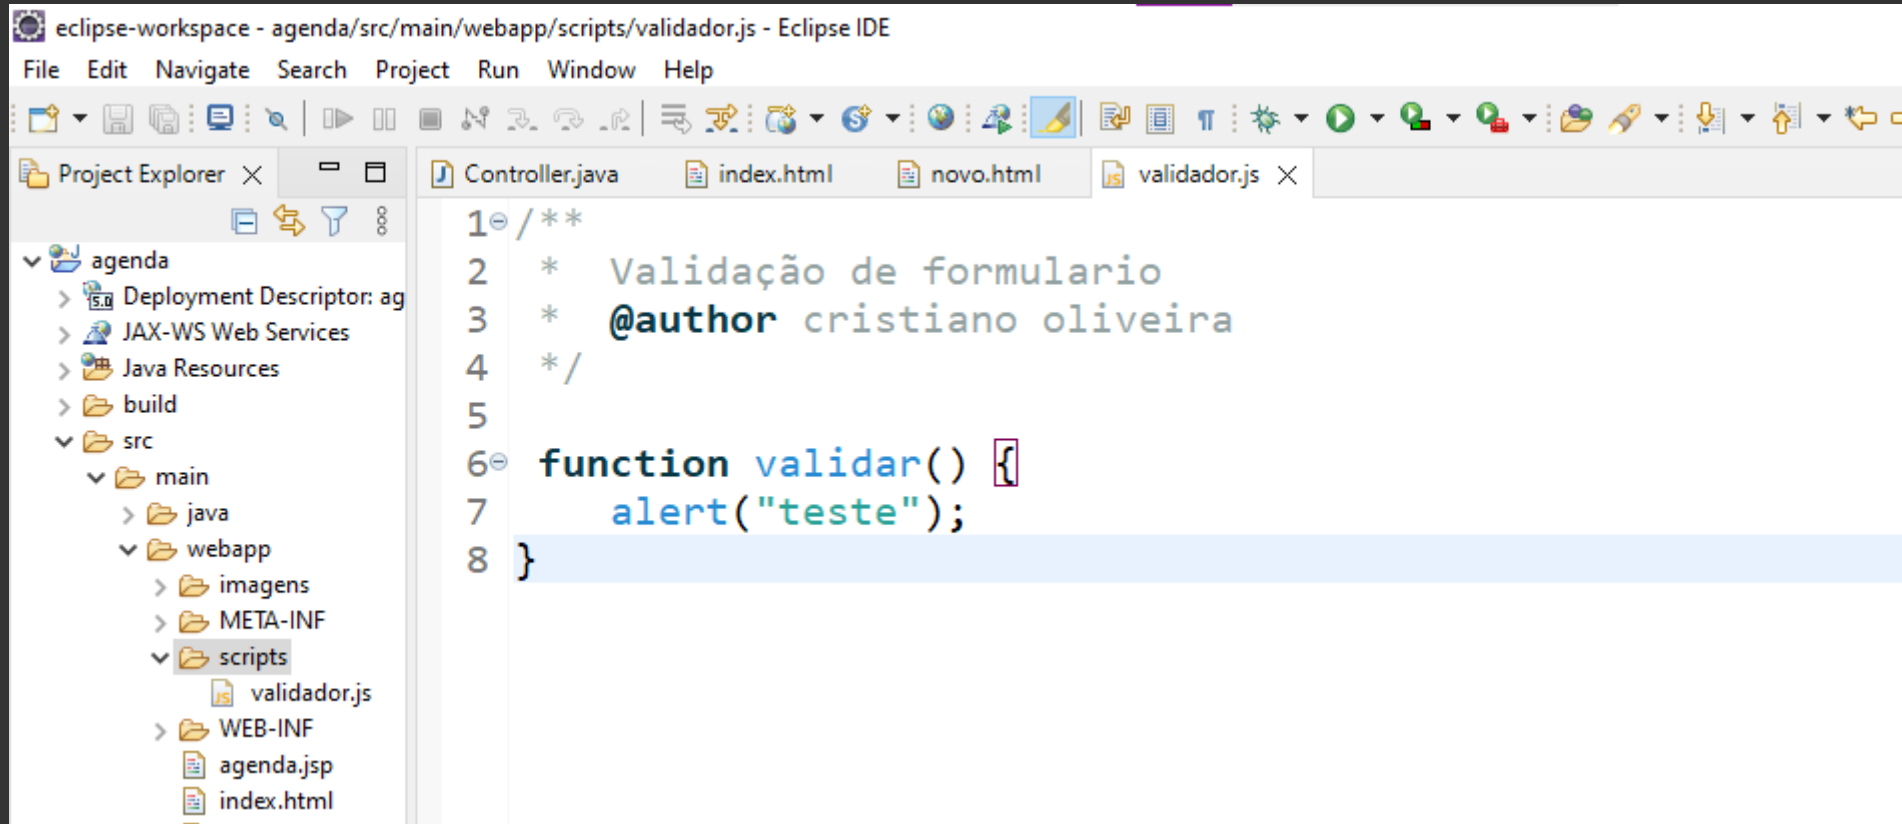 eclipse-workspace - agenda/src/main/webapp/scripts/validador.js - Eclipse IDE
File Edit Navigate Search Project Run Window Help
Project Explorer
Controller.java index.html novo.html validador.js
agenda
Deployment Descriptor: ag
5.0
JAX-WS Web Services
Java Resources
build
src
main
java
webapp
imagens
META-INF
scripts
validador.js
WEB-INF
agenda.jsp
index.html
1 /**
2 * Validação de formulario
3 * @author cristiano oliveira
4 */
5
6 function validar() {
7 alert("teste");
8 }